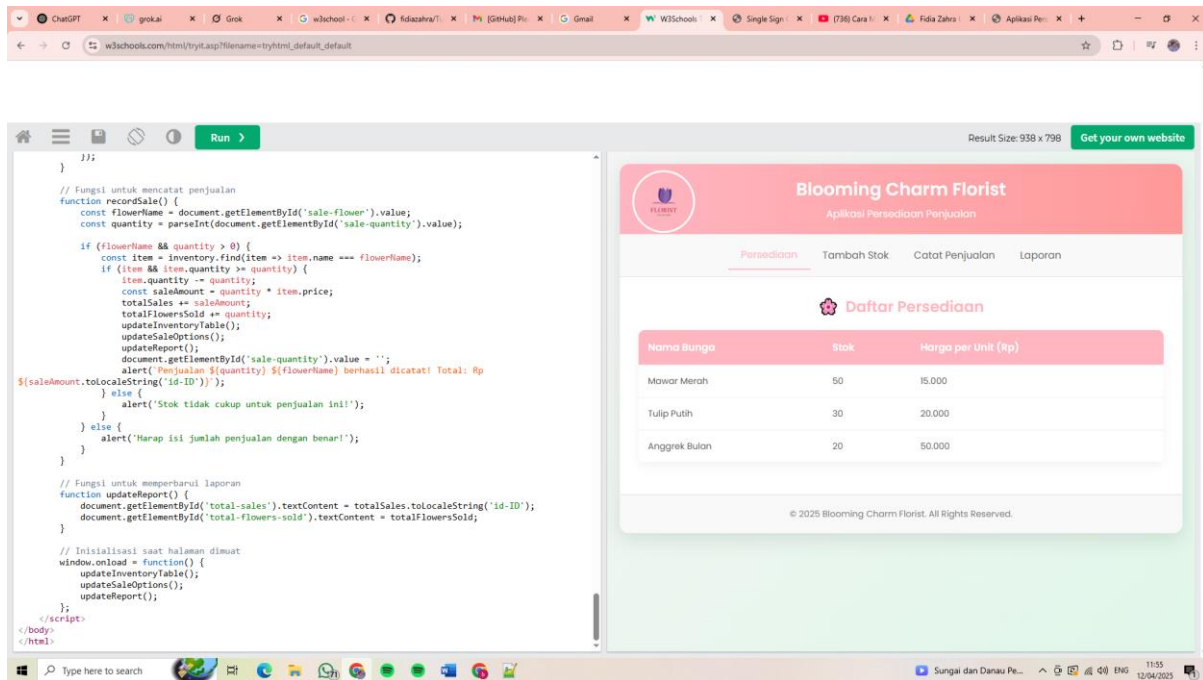 ChatGPT
grok.ai
Grok
w3school - G
fidiazahra/Ti
[GitHub] Ple
Gmail
W3Schools T
Single Sign
(736) Cara
Fidia Zahra
Aplikasi Per
w3schools.com/html/tryit.asp?filename=tryhtml_default_default
Run ❯
Result Size: 938 x 798
Get your own website
});
}
// Fungsi untuk mencatat penjualan
function recordSale() {
const flowerName = document.getElementById('sale-flower').value;
const quantity = parseInt(document.getElementById('sale-quantity').value);
if (flowerName && quantity > 0) {
const item = inventory.find(item => item.name === flowerName);
if (item && item.quantity >= quantity) {
item.quantity -= quantity;
const saleAmount = quantity * item.price;
totalSales += saleAmount;
totalFlowersSold += quantity;
updateInventoryTable();
updateSaleOptions();
updateReport();
document.getElementById('sale-quantity').value = '';
alert(`Penjualan ${quantity} ${flowerName} berhasil dicatat! Total: Rp
${saleAmount.toLocaleString('id-ID')}`);
} else {
alert('Stok tidak cukup untuk penjualan ini!');
}
} else {
alert('Harap isi jumlah penjualan dengan benar!');
}
}
// Fungsi untuk memperbarui laporan
function updateReport() {
document.getElementById('total-sales').textContent = totalSales.toLocaleString('id-ID');
document.getElementById('total-flowers-sold').textContent = totalFlowersSold;
}
// Inisialisasi saat halaman dimuat
window.onload = function() {
updateInventoryTable();
updateSaleOptions();
updateReport();
};
</script>
</body>
</html>
FLORIST
Blooming Charm Florist
Aplikasi Persediaan Penjualan
Persediaan Tambah Stok Catat Penjualan Laporan
Daftar Persediaan
Nama Bunga Stok Harga per Unit (Rp)
Mawar Merah 50 15.000
Tulip Putih 30 20.000
Anggrek Bulan 20 50.000
© 2025 Blooming Charm Florist. All Rights Reserved.
Type here to search
Sungai dan Danau Pe...
ENG
11:55
12/04/2025